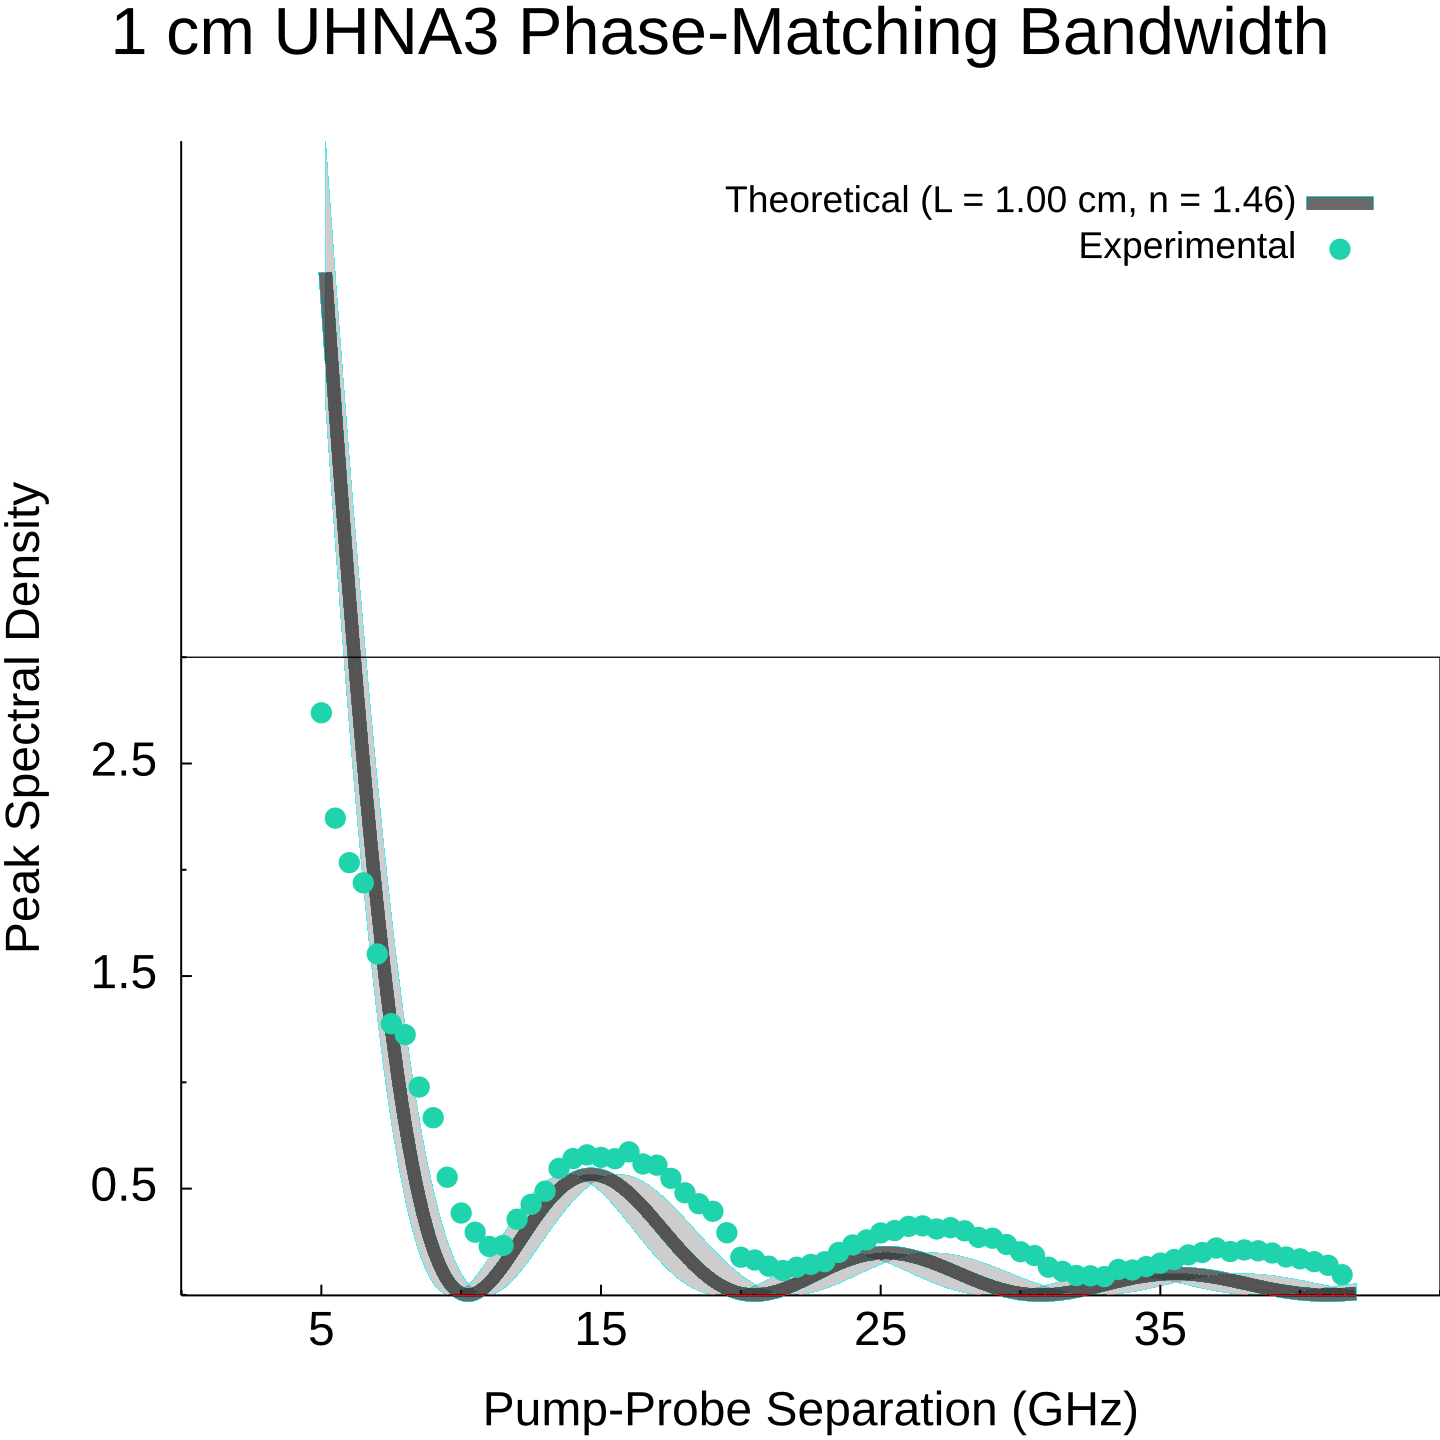 1 cm UHNA3 Phase-Matching Bandwidth
Theoretical (L = 1.00 cm, n = 1.46)
Experimental
Peak Spectral Density
2.5
1.5
0.5
5 15 25 35
Pump-Probe Separation (GHz)